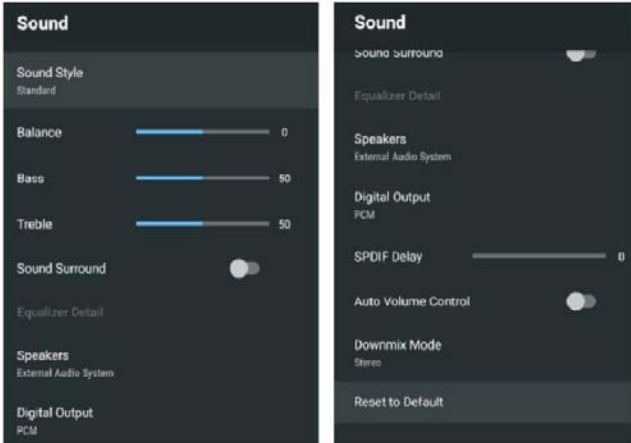 Sound
Sound Style
Standard
Balance 0
Bass 50
Treble 50
Sound Surround
Equalizer Detail
Speakers
External Audio System
Digital Output
PCM
Sound
Sound Surround
Equalizer Detail
Speakers
External Audio System
Digital Output
PCM
SPDIF Delay 0
Auto Volume Control
Downmix Mode
Stereo
Reset to Default